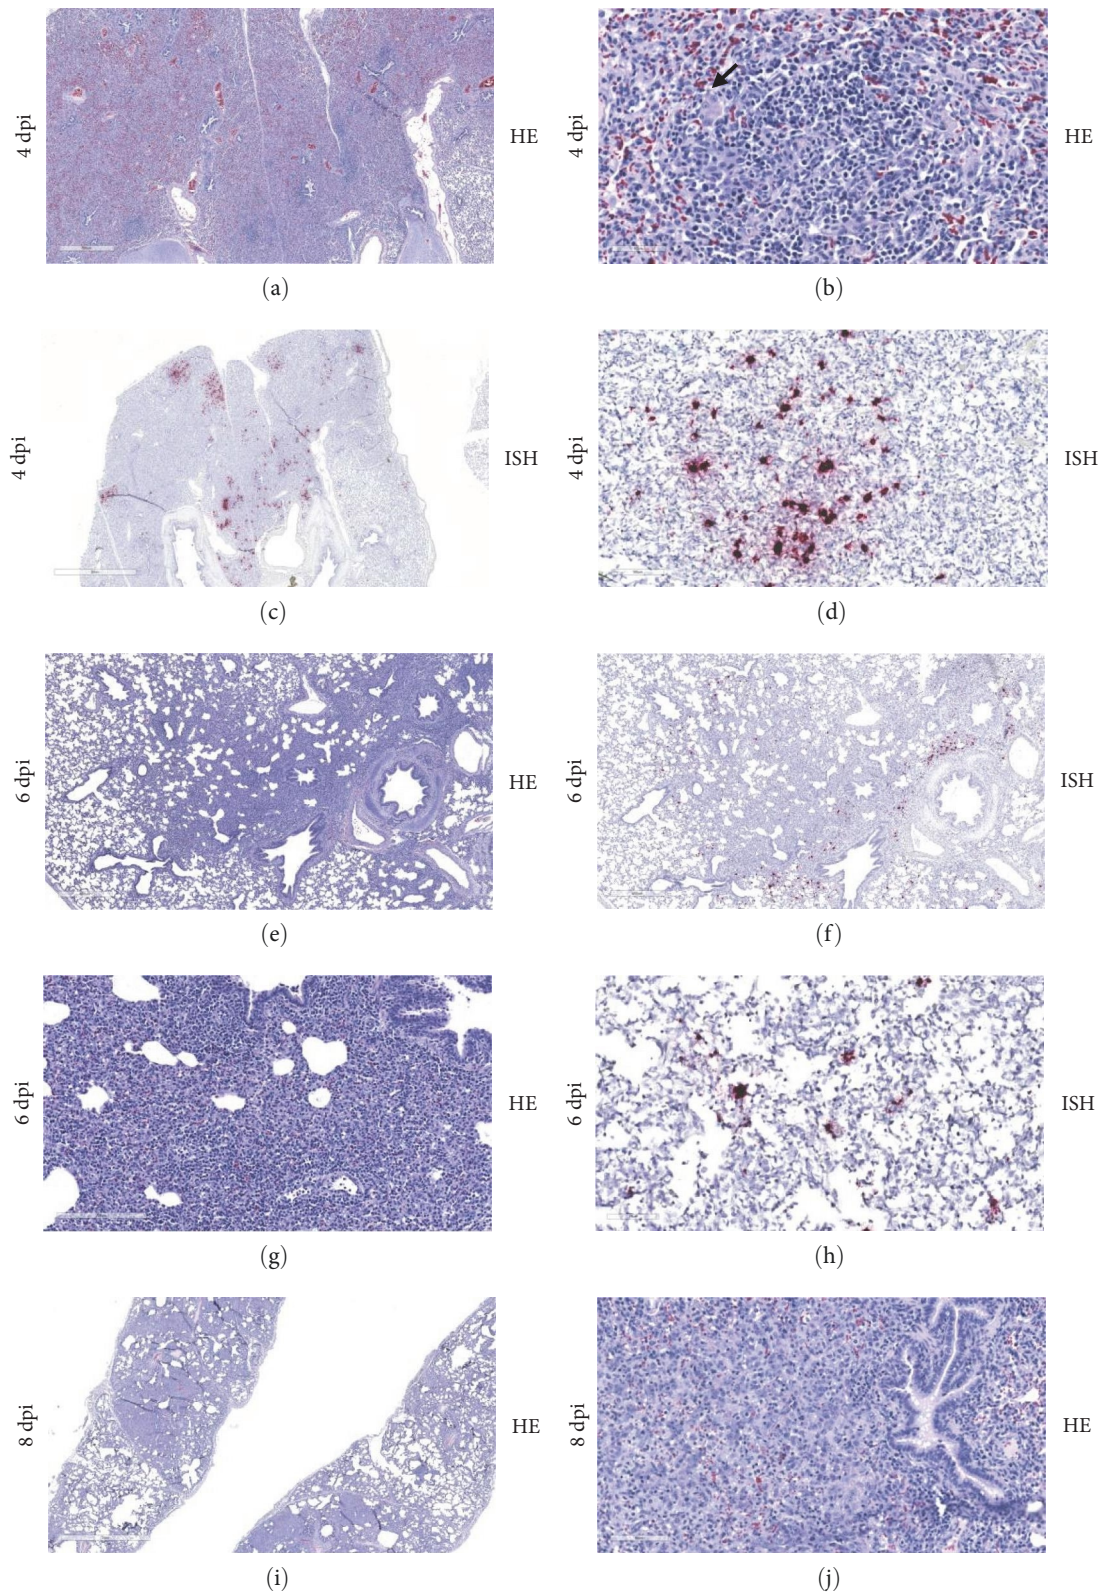 4 dpi HE
(a)
4 dpi HE
(b)
4 dpi ISH
(c)
4 dpi ISH
(d)
6 dpi HE
(e)
6 dpi ISH
(f)
6 dpi HE
(g)
6 dpi ISH
(h)
8 dpi HE
(i)
8 dpi HE
(j)